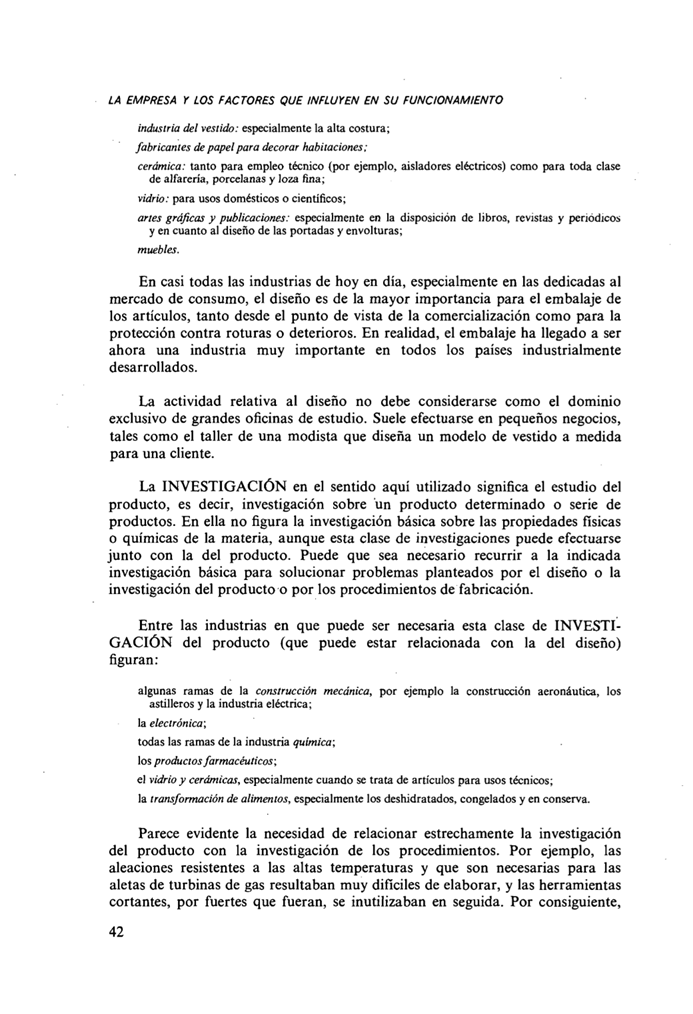 LA EMPRESA Y LOS FACTORES QUE INFLUYEN EN SU FUNCIONAMIENTO
industria del vestido: especialmente la alta costura;
fabricantes de papel para decorar habitaciones;
cerámica: tanto para empleo técnico (por ejemplo, aisladores eléctricos) como para toda clase
de alfarería, porcelanas y loza fina;
vidrio: para usos domésticos o científicos;
artes gráficas y publicaciones: especialmente en la disposición de libros, revistas y periódicos
y en cuanto al diseño de las portadas y envolturas;
muebles.
En casi todas las industrias de hoy en día, especialmente en las dedicadas al
mercado de consumo, el diseño es de la mayor importancia para el embalaje de
los artículos, tanto desde el punto de vista de la comercialización como para la
protección contra roturas o deterioros. En realidad, el embalaje ha llegado a ser
ahora una industria muy importante en todos los países industrialmente
desarrollados.
La actividad relativa al diseño no debe considerarse como el dominio
exclusivo de grandes oficinas de estudio. Suele efectuarse en pequeños negocios,
tales como el taller de una modista que diseña un modelo de vestido a medida
para una cliente.
La INVESTIGACIÓN en el sentido aquí utilizado significa el estudio del
producto, es decir, investigación sobre un producto determinado o serie de
productos. En ella no figura la investigación básica sobre las propiedades físicas
o químicas de la materia, aunque esta clase de investigaciones puede efectuarse
junto con la del producto. Puede que sea necesario recurrir a la indicada
investigación básica para solucionar problemas planteados por el diseño o la
investigación del producto o por los procedimientos de fabricación.
Entre las industrias en que puede ser necesaria esta clase de INVESTI-
GACIÓN del producto (que puede estar relacionada con la del diseño)
figuran:
algunas ramas de la construcción mecánica, por ejemplo la construcción aeronáutica, los
astilleros y la industria eléctrica;
la electrónica;
todas las ramas de la industria química;
los productos farmacéuticos;
el vidrio y cerámicas, especialmente cuando se trata de artículos para usos técnicos;
la transformación de alimentos, especialmente los deshidratados, congelados y en conserva.
Parece evidente la necesidad de relacionar estrechamente la investigación
del producto con la investigación de los procedimientos. Por ejemplo, las
aleaciones resistentes a las altas temperaturas y que son necesarias para las
aletas de turbinas de gas resultaban muy difíciles de elaborar, y las herramientas
cortantes, por fuertes que fueran, se inutilizaban en seguida. Por consiguiente,
42